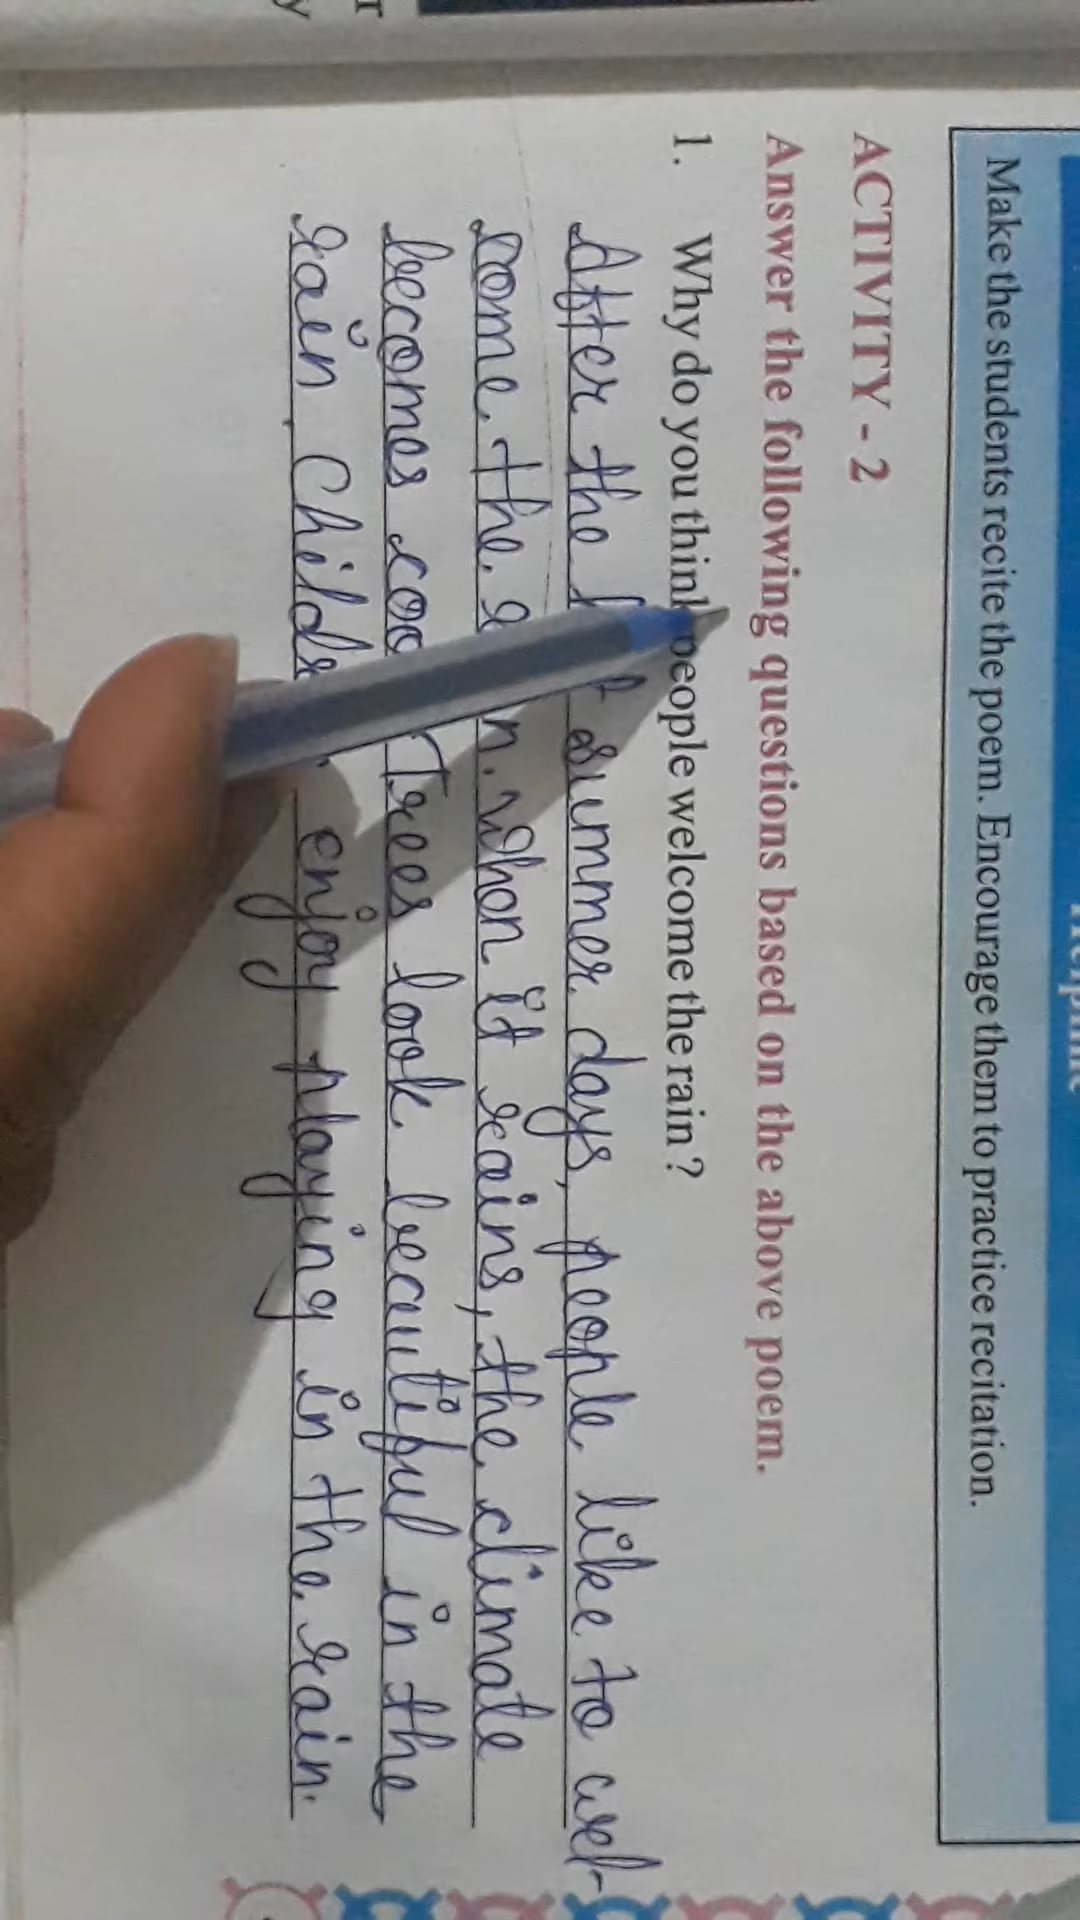 Make the students recite the poem. Encourage them to practice recitation.
ACTIVITY - 2
Answer the following questions based on the above poem.
1. Why do you think people welcome the rain?
After the summer days, people like to wel-
come the when it rains, the climate
becomes Trees look beautiful in the
rain. enjoy playing in the rain.